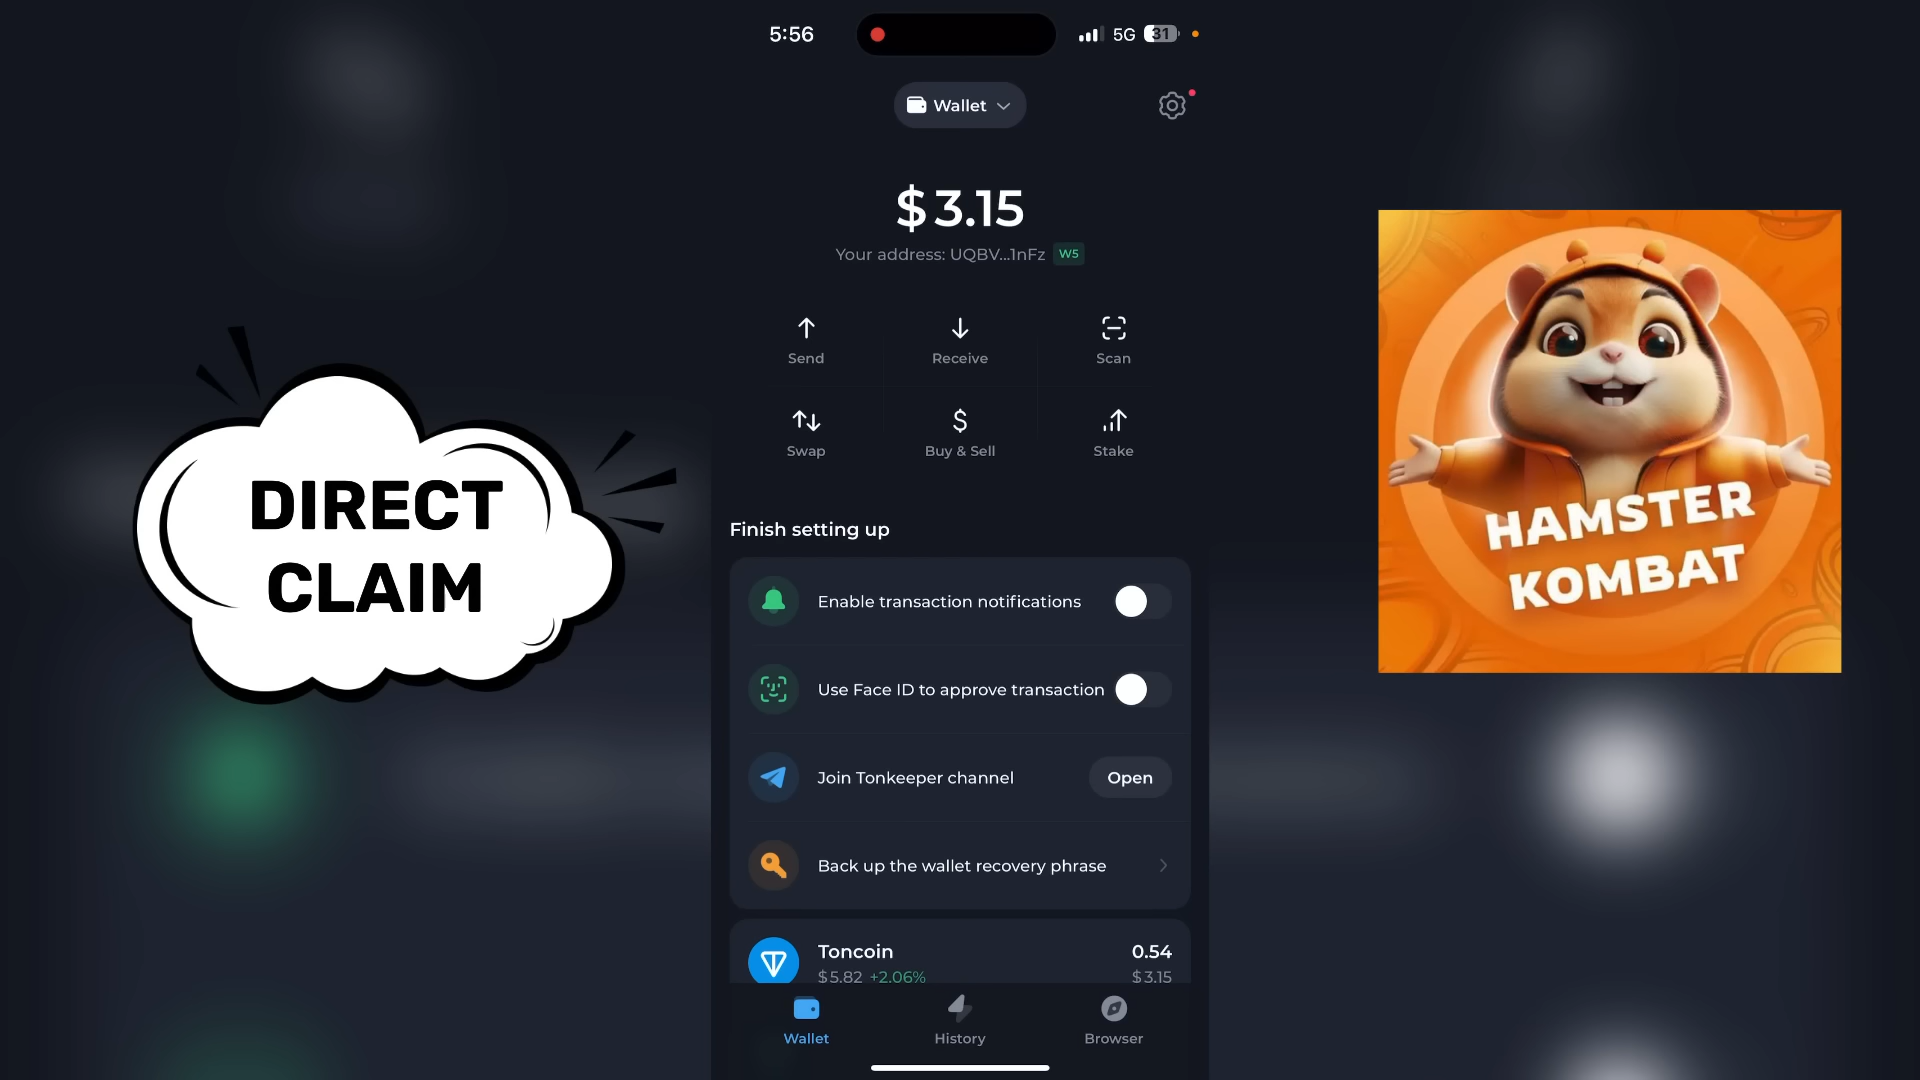 5:56
5G 31
Wallet
$ 3.15
Your address: UQBV...1nFz W5
Send Receive Scan
Swap Buy & Sell Stake
Finish setting up
Enable transaction notifications
Use Face ID to approve transaction
Join Tonkeeper channel Open
Back up the wallet recovery phrase
Toncoin 0.54
$ 5.82 +2.06% $ 3.15
Wallet History Browser
DIRECT
CLAIM
HAMSTER
KOMBAT